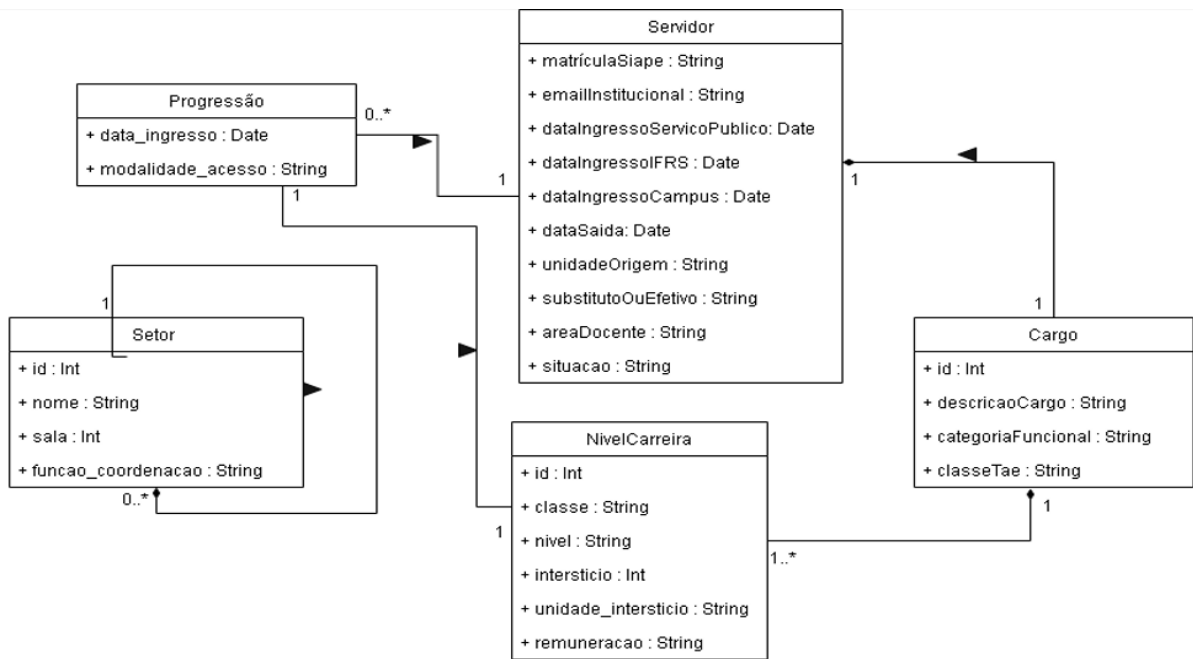 Servidor
+ matrículaSiape : String
+ emailInstitucional : String
+ dataIngressoServicoPublico: Date
+ dataIngressoIFRS : Date
+ dataIngressoCampus : Date
+ dataSaida: Date
+ unidadeOrigem : String
+ substitutoOuEfetivo : String
+ areaDocente : String
+ situacao : String
Progressão
+ data_ingresso : Date
+ modalidade_acesso : String
0..*
1
1
1
1
1
Setor
+ id : Int
+ nome : String
+ sala : Int
+ funcao_coordenacao : String
0..*
Cargo
+ id : Int
+ descricaoCargo : String
+ categoriaFuncional : String
+ classeTae : String
1
NivelCarreira
+ id : Int
+ classe : String
+ nivel : String
+ intersticio : Int
+ unidade_intersticio : String
+ remuneracao : String
1
1..*